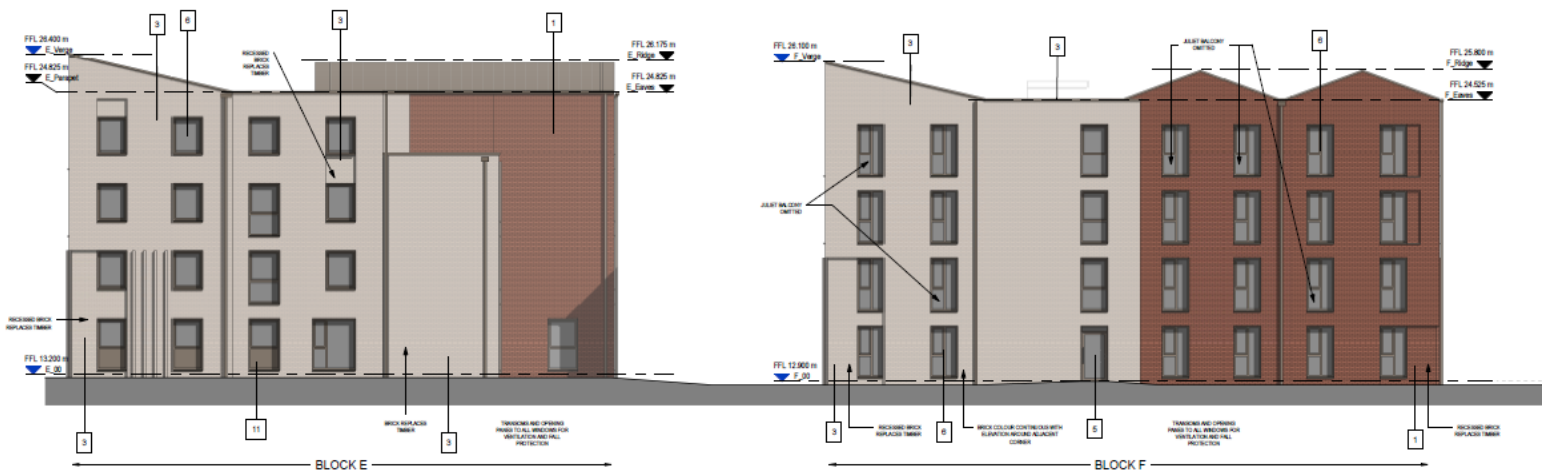 3
6
3
1
FFL 26.400 m
E_Verge
FFL 24.825 m
E_Parapet
RECESSED
BRICK
REPLACES
TIMBER
FFL 26.175 m
E_Ridge
FFL 24.825 m
E_Eaves
RECESSED BRICK
REPLACES TIMBER
FFL 13.200 m
E_00
3
11
BRICK REPLACES
TIMBER
3
TRANSOMS AND OPENING
PANES TO ALL WINDOWS FOR
VENTILATION AND FALL
PROTECTION
BLOCK E
FFL 26.100 m
F_Verge
3
3
JULIET BALCONY
OMITTED
6
FFL 25.800 m
F_Ridge
FFL 24.525 m
F_Eaves
JULIET BALCONY
OMITTED
FFL 12.900 m
F_00
3
RECESSED BRICK
REPLACES TIMBER
6
BRICK COLOUR CONTINUOUS WITH
ELEVATION AROUND ADJACENT
CORNER
5
TRANSOMS AND OPENING
PANES TO ALL WINDOWS FOR
VENTILATION AND FALL
PROTECTION
1
RECESSED BRICK
REPLACES TIMBER
BLOCK F